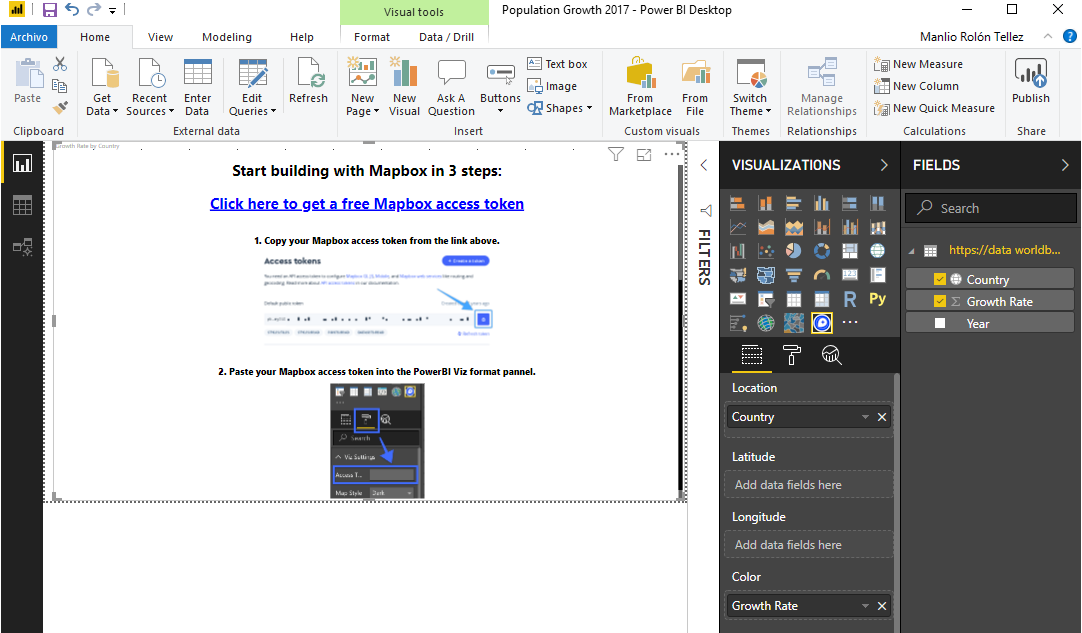 Visual tools
Population Growth 2017 - Power BI Desktop
Archivo Home View Modeling Help Format Data / Drill
Manlio Rolón Tellez
Paste
Clipboard
Get Data
Recent Sources
Enter Data
Edit Queries
Refresh
External data
New Page
New Visual
Ask A Question
Buttons
Text box
Image
Shapes
Insert
From Marketplace
From File
Custom visuals
Switch Theme
Themes
Manage Relationships
Relationships
New Measure
New Column
New Quick Measure
Calculations
Publish
Share
Growth Rate by Country
Start building with Mapbox in 3 steps:
Click here to get a free Mapbox access token
1. Copy your Mapbox access token from the link above.
Access tokens
+ Create a token
Default public token
2. Paste your Mapbox access token into the PowerBI Viz format pannel.
Search
Viz Settings
Access T...
Map Style Dark
FILTERS
VISUALIZATIONS
R Py
Location
Country
Latitude
Add data fields here
Longitude
Add data fields here
Color
Growth Rate
FIELDS
Search
https://data worldb...
Country
Growth Rate
Year